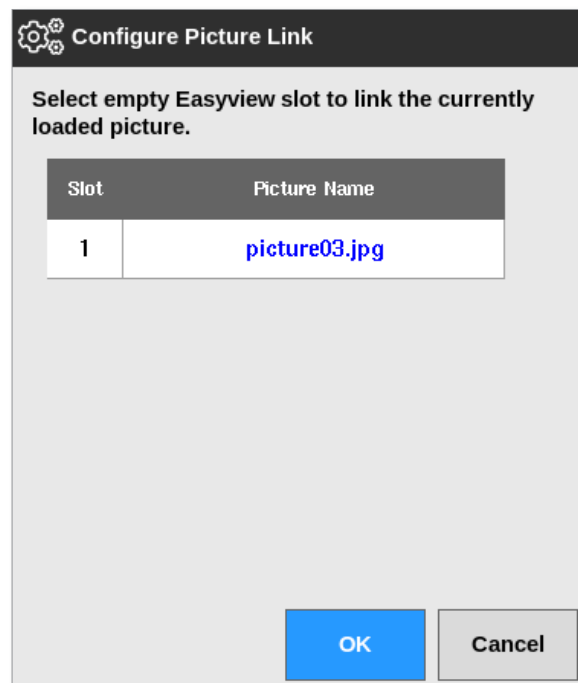 Configure Picture Link
Select empty Easyview slot to link the currently
loaded picture.
Slot Picture Name
1 picture03.jpg
OK Cancel